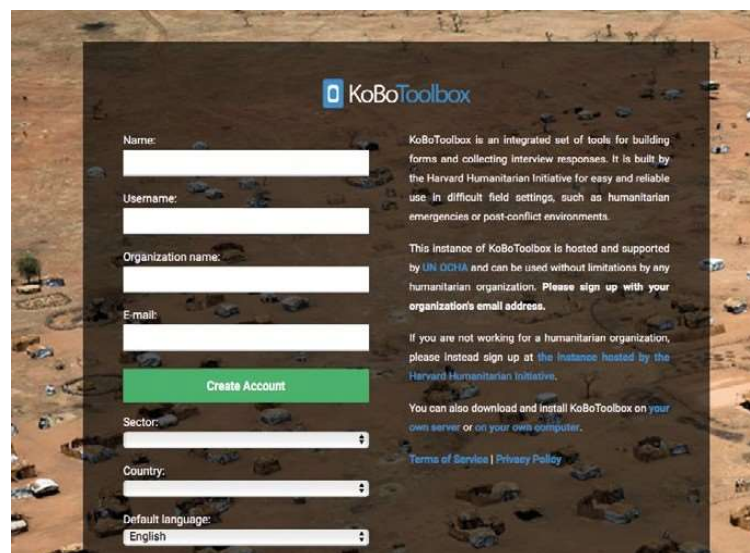 KoBoToolbox
Name:
Username:
Organization name:
E-mail:
Create Account
Sector:
Country:
Default language:
English
KoBoToolbox is an integrated set of tools for building
forms and collecting interview responses. It is built by
the Harvard Humanitarian Initiative for easy and reliable
use in difficult field settings, such as humanitarian
emergencies or post-conflict environments.
This instance of KoBoToolbox is hosted and supported
by UN OCHA and can be used without limitations by any
humanitarian organization. Please sign up with your
organization's email address.
If you are not working for a humanitarian organization,
please instead sign up at the instance hosted by the
Harvard Humanitarian Initiative.
You can also download and install KoBoToolbox on your
own server or on your own computer.
Terms of Service | Privacy Policy